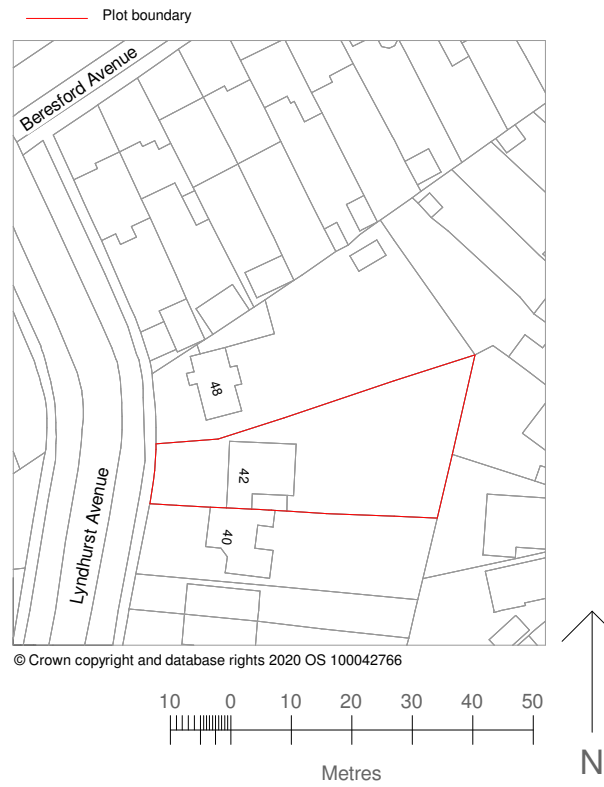 Plot boundary
Beresford Avenue
48
42
40
Lyndhurst Avenue
© Crown copyright and database rights 2020 OS 100042766
10 0 10 20 30 40 50
Metres
N